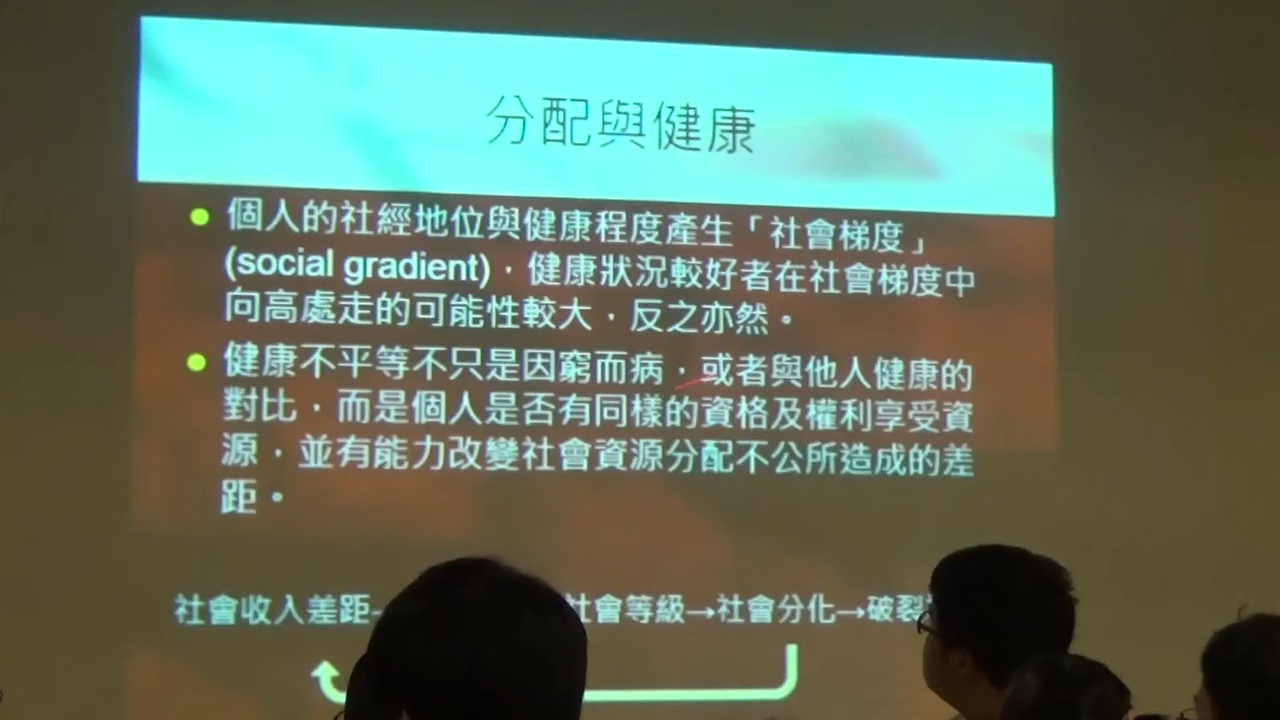 分配與健康
個人的社經地位與健康程度產生「社會梯度」
(social gradient)，健康狀況較好者在社會梯度中
向高處走的可能性較大，反之亦然。
健康不平等不只是因窮而病，或者與他人健康的
對比，而是個人是否有同樣的資格及權利享受資
源，並有能力改變社會資源分配不公所造成的差
距。
社會收入差距 社會等級→社會分化→破裂